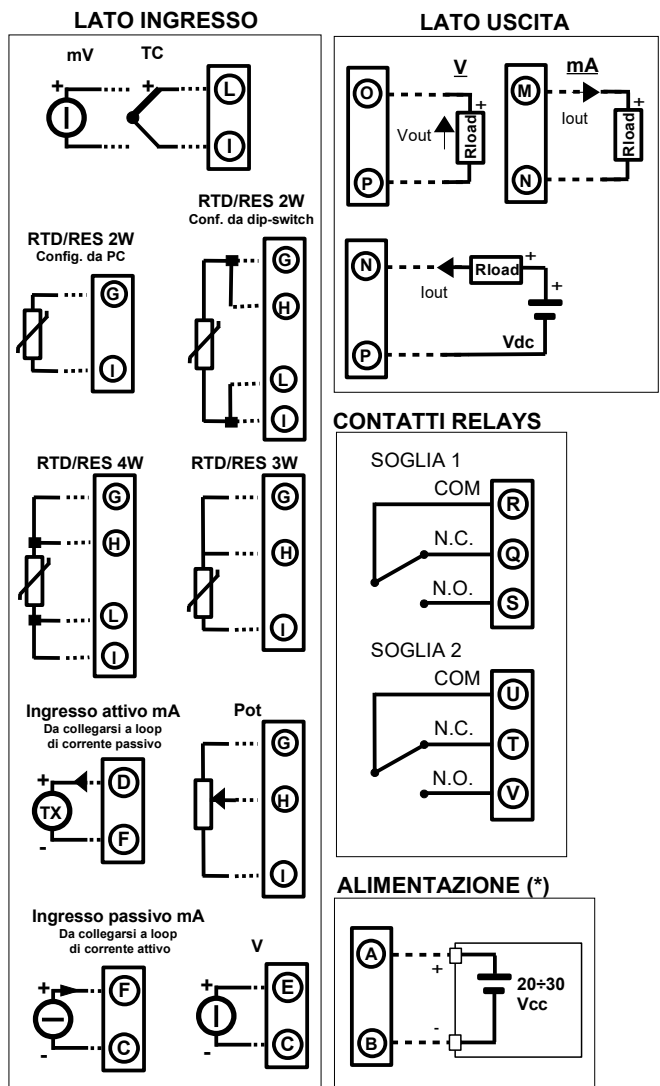 LATO INGRESSO
mV
TC
+
+
L
I
RTD/RES 2W
Config. da PC
G
I
RTD/RES 2W
Conf. da dip-switch
G
H
L
I
RTD/RES 4W
G
H
L
I
RTD/RES 3W
G
H
I
Ingresso attivo mA
Da collegarsi a loop
di corrente passivo
+
TX
-
D
F
Pot
G
H
I
Ingresso passivo mA
Da collegarsi a loop
di corrente attivo
+
-
F
C
V
+
-
E
C
LATO USCITA
V
O
P
Vout
Rload
+
mA
M
N
Iout
Rload
+
N
P
Iout
Rload
+
+
Vdc
CONTATTI RELAYS
SOGLIA 1
COM
R
N.C.
Q
N.O.
S
SOGLIA 2
COM
U
N.C.
T
N.O.
V
ALIMENTAZIONE (*)
A
+
20÷30
Vcc
-
B